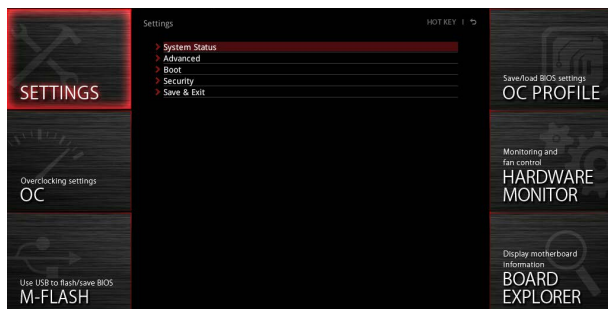 Settings
HOT KEY
System Status
Advanced
Boot
Security
Save & Exit
SETTINGS
Overclocking settings
OC
Use USB to flash/save BIOS
M-FLASH
Save/load BIOS settings
OC PROFILE
Monitoring and
fan control
HARDWARE
MONITOR
Display motherboard
information
BOARD
EXPLORER